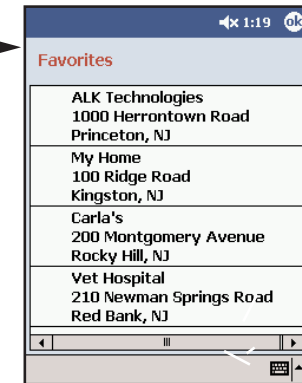 1:19 ok
Favorites
ALK Technologies
1000 Herrontown Road
Princeton, NJ
My Home
100 Ridge Road
Kingston, NJ
Carla's
200 Montgomery Avenue
Rocky Hill, NJ
Vet Hospital
210 Newman Springs Road
Red Bank, NJ